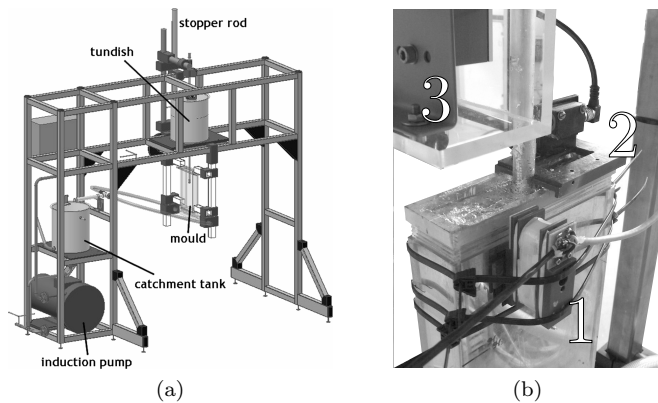 stopper rod
tundish
mould
catchment tank
induction pump
(a)
3
2
1
(b)